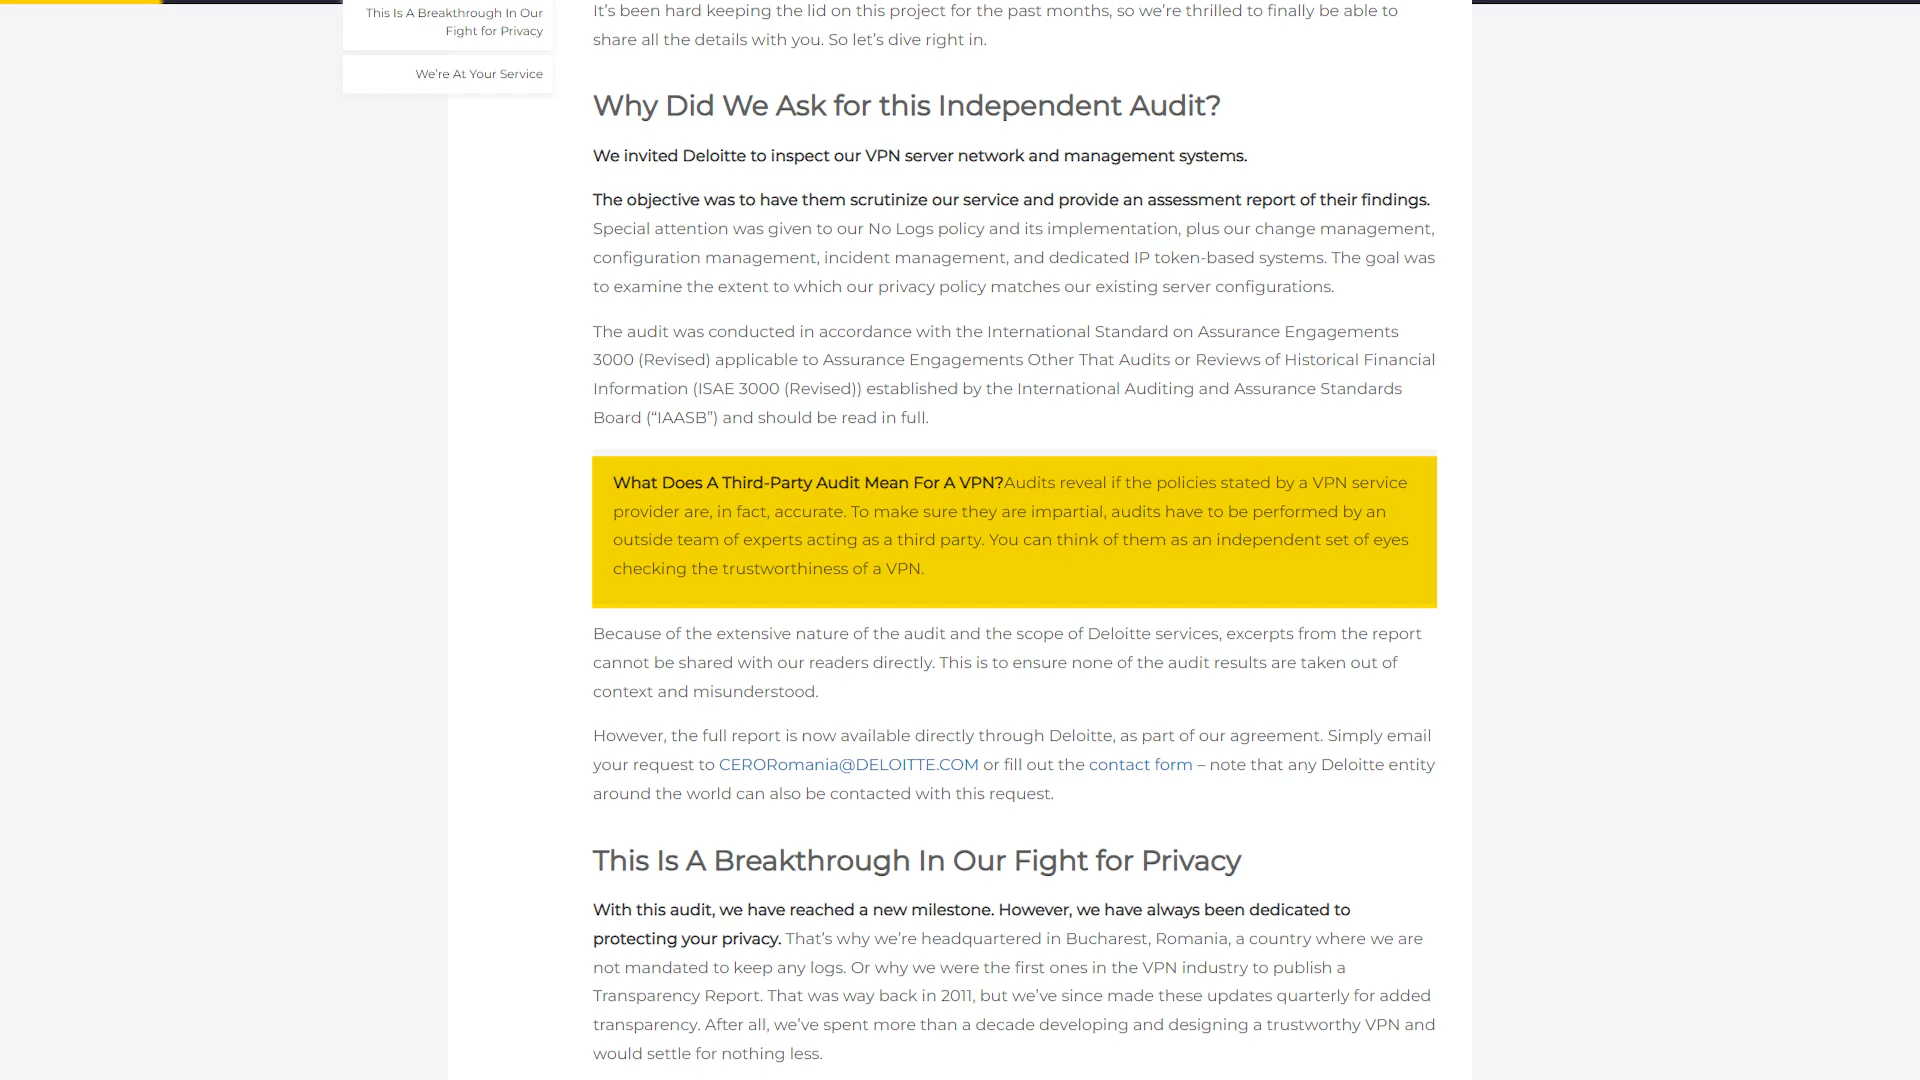 This Is A Breakthrough In Our
Fight for Privacy
We’re At Your Service
It’s been hard keeping the lid on this project for the past months, so we’re thrilled to finally be able to
share all the details with you. So let’s dive right in.
Why Did We Ask for this Independent Audit?
We invited Deloitte to inspect our VPN server network and management systems.
The objective was to have them scrutinize our service and provide an assessment report of their findings.
Special attention was given to our No Logs policy and its implementation, plus our change management,
configuration management, incident management, and dedicated IP token-based systems. The goal was
to examine the extent to which our privacy policy matches our existing server configurations.
The audit was conducted in accordance with the International Standard on Assurance Engagements
3000 (Revised) applicable to Assurance Engagements Other That Audits or Reviews of Historical Financial
Information (ISAE 3000 (Revised)) established by the International Auditing and Assurance Standards
Board (“IAASB”) and should be read in full.
What Does A Third-Party Audit Mean For A VPN?Audits reveal if the policies stated by a VPN service
provider are, in fact, accurate. To make sure they are impartial, audits have to be performed by an
outside team of experts acting as a third party. You can think of them as an independent set of eyes
checking the trustworthiness of a VPN.
Because of the extensive nature of the audit and the scope of Deloitte services, excerpts from the report
cannot be shared with our readers directly. This is to ensure none of the audit results are taken out of
context and misunderstood.
However, the full report is now available directly through Deloitte, as part of our agreement. Simply email
your request to CERORomania@DELOITTE.COM or fill out the contact form – note that any Deloitte entity
around the world can also be contacted with this request.
This Is A Breakthrough In Our Fight for Privacy
With this audit, we have reached a new milestone. However, we have always been dedicated to
protecting your privacy. That’s why we’re headquartered in Bucharest, Romania, a country where we are
not mandated to keep any logs. Or why we were the first ones in the VPN industry to publish a
Transparency Report. That was way back in 2011, but we’ve since made these updates quarterly for added
transparency. After all, we’ve spent more than a decade developing and designing a trustworthy VPN and
would settle for nothing less.